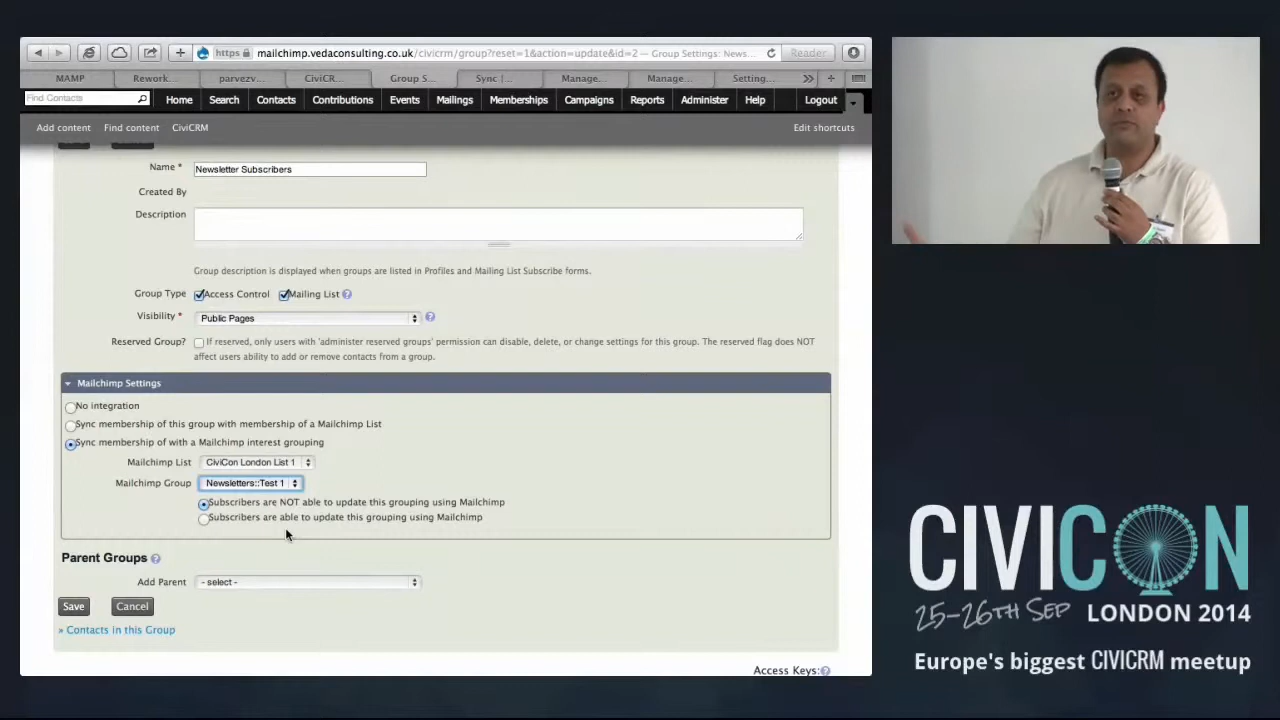 https mailchimp.vedaconsulting.co.uk/civicrm/group?reset=1&action=update&id=2 — Group Settings: News... Reader
MAMP Rework... parvezv... CiviCR... Group S... Sync |... Manage... Manage... Setting... >> +
Find Contacts Home Search Contacts Contributions Events Mailings Memberships Campaigns Reports Administer Help Logout
Add content Find content CiviCRM Edit shortcuts
Name * Newsletter Subscribers
Created By
Description
Group description is displayed when groups are listed in Profiles and Mailing List Subscribe forms.
Group Type Access Control Mailing List ?
Visibility * Public Pages ?
Reserved Group? If reserved, only users with 'administer reserved groups' permission can disable, delete, or change settings for this group. The reserved flag does NOT
affect users ability to add or remove contacts from a group.
Mailchimp Settings
No integration
Sync membership of this group with membership of a Mailchimp List
Sync membership of with a Mailchimp interest grouping
Mailchimp List CiviCon London List 1
Mailchimp Group Newsletters::Test 1
Subscribers are NOT able to update this grouping using Mailchimp
Subscribers are able to update this grouping using Mailchimp
Parent Groups ?
Add Parent - select -
Save Cancel
» Contacts in this Group
Access Keys: ?
CIVICON
25-26TH SEP LONDON 2014
Europe's biggest CIVICRM meetup